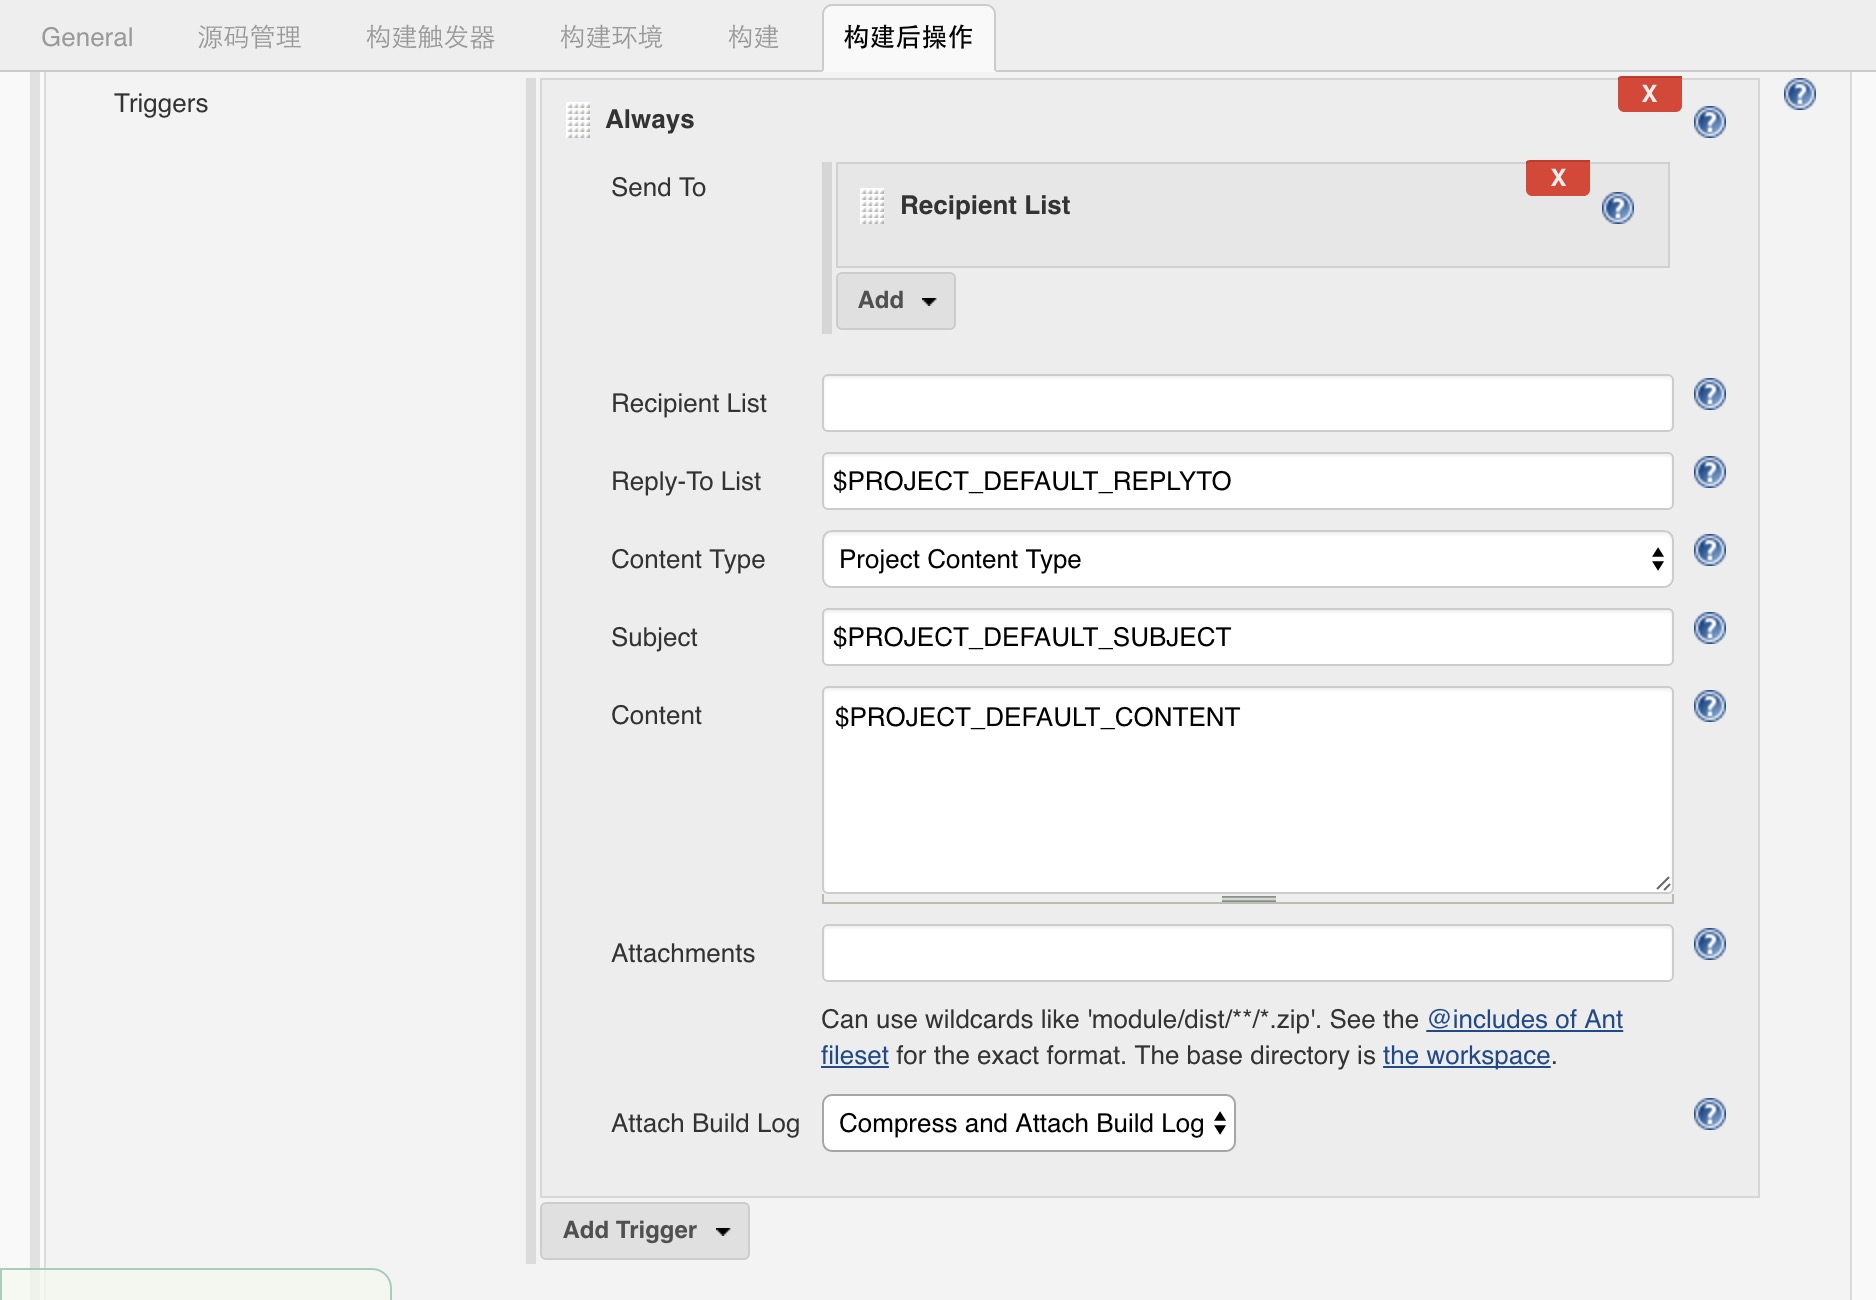 General 源码管理 构建触发器 构建环境 构建 构建后操作
Triggers
X
Always
Send To
X
Recipient List
Add
Recipient List
Reply-To List $PROJECT_DEFAULT_REPLYTO
Content Type Project Content Type
Subject $PROJECT_DEFAULT_SUBJECT
Content $PROJECT_DEFAULT_CONTENT
Attachments
Can use wildcards like 'module/dist/**/*.zip'. See the @includes of Ant
fileset for the exact format. The base directory is the workspace.
Attach Build Log Compress and Attach Build Log
Add Trigger